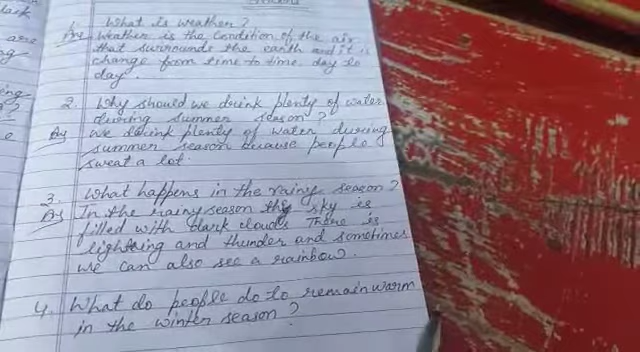 dark
are
1. What is weather?
Ans Weather is the condition of the air
that surrounds the earth and it is
change from time to time. day to
day.
2. Why should we drink plenty of water
during summer season?
Ans we drink plenty of water during
summer season because people
sweat a lot.
3. What happens in the rainy season?
Ans In the rainy season the sky is
filled with dark clouds There is
lightning and thunder and sometimes
we can also see a rainbow.
4. What do people do to remain warm
in the winter season?